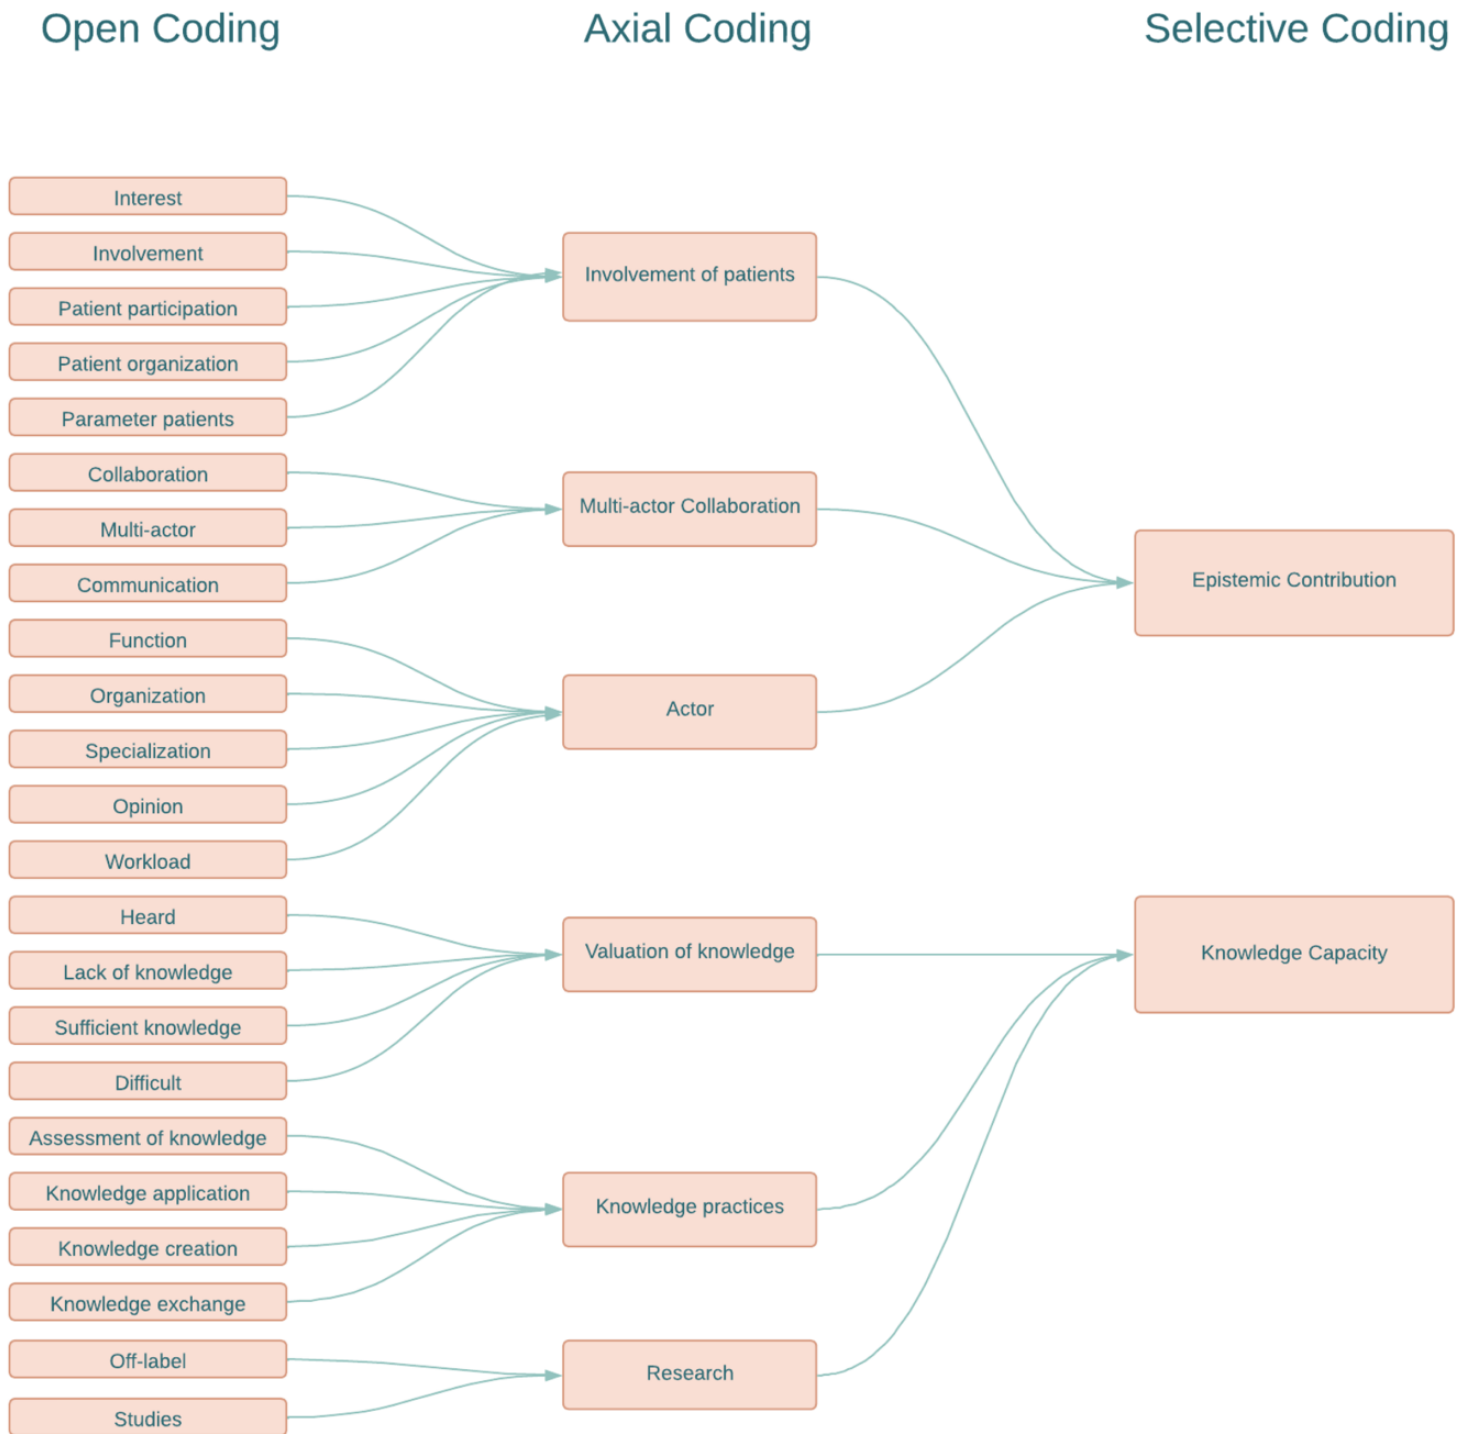 Open Coding
Axial Coding
Selective Coding
Interest
Involvement
Patient participation
Patient organization
Parameter patients
Collaboration
Multi-actor
Communication
Function
Organization
Specialization
Opinion
Workload
Heard
Lack of knowledge
Sufficient knowledge
Difficult
Assessment of knowledge
Knowledge application
Knowledge creation
Knowledge exchange
Off-label
Studies
Involvement of patients
Multi-actor Collaboration
Actor
Valuation of knowledge
Knowledge practices
Research
Epistemic Contribution
Knowledge Capacity